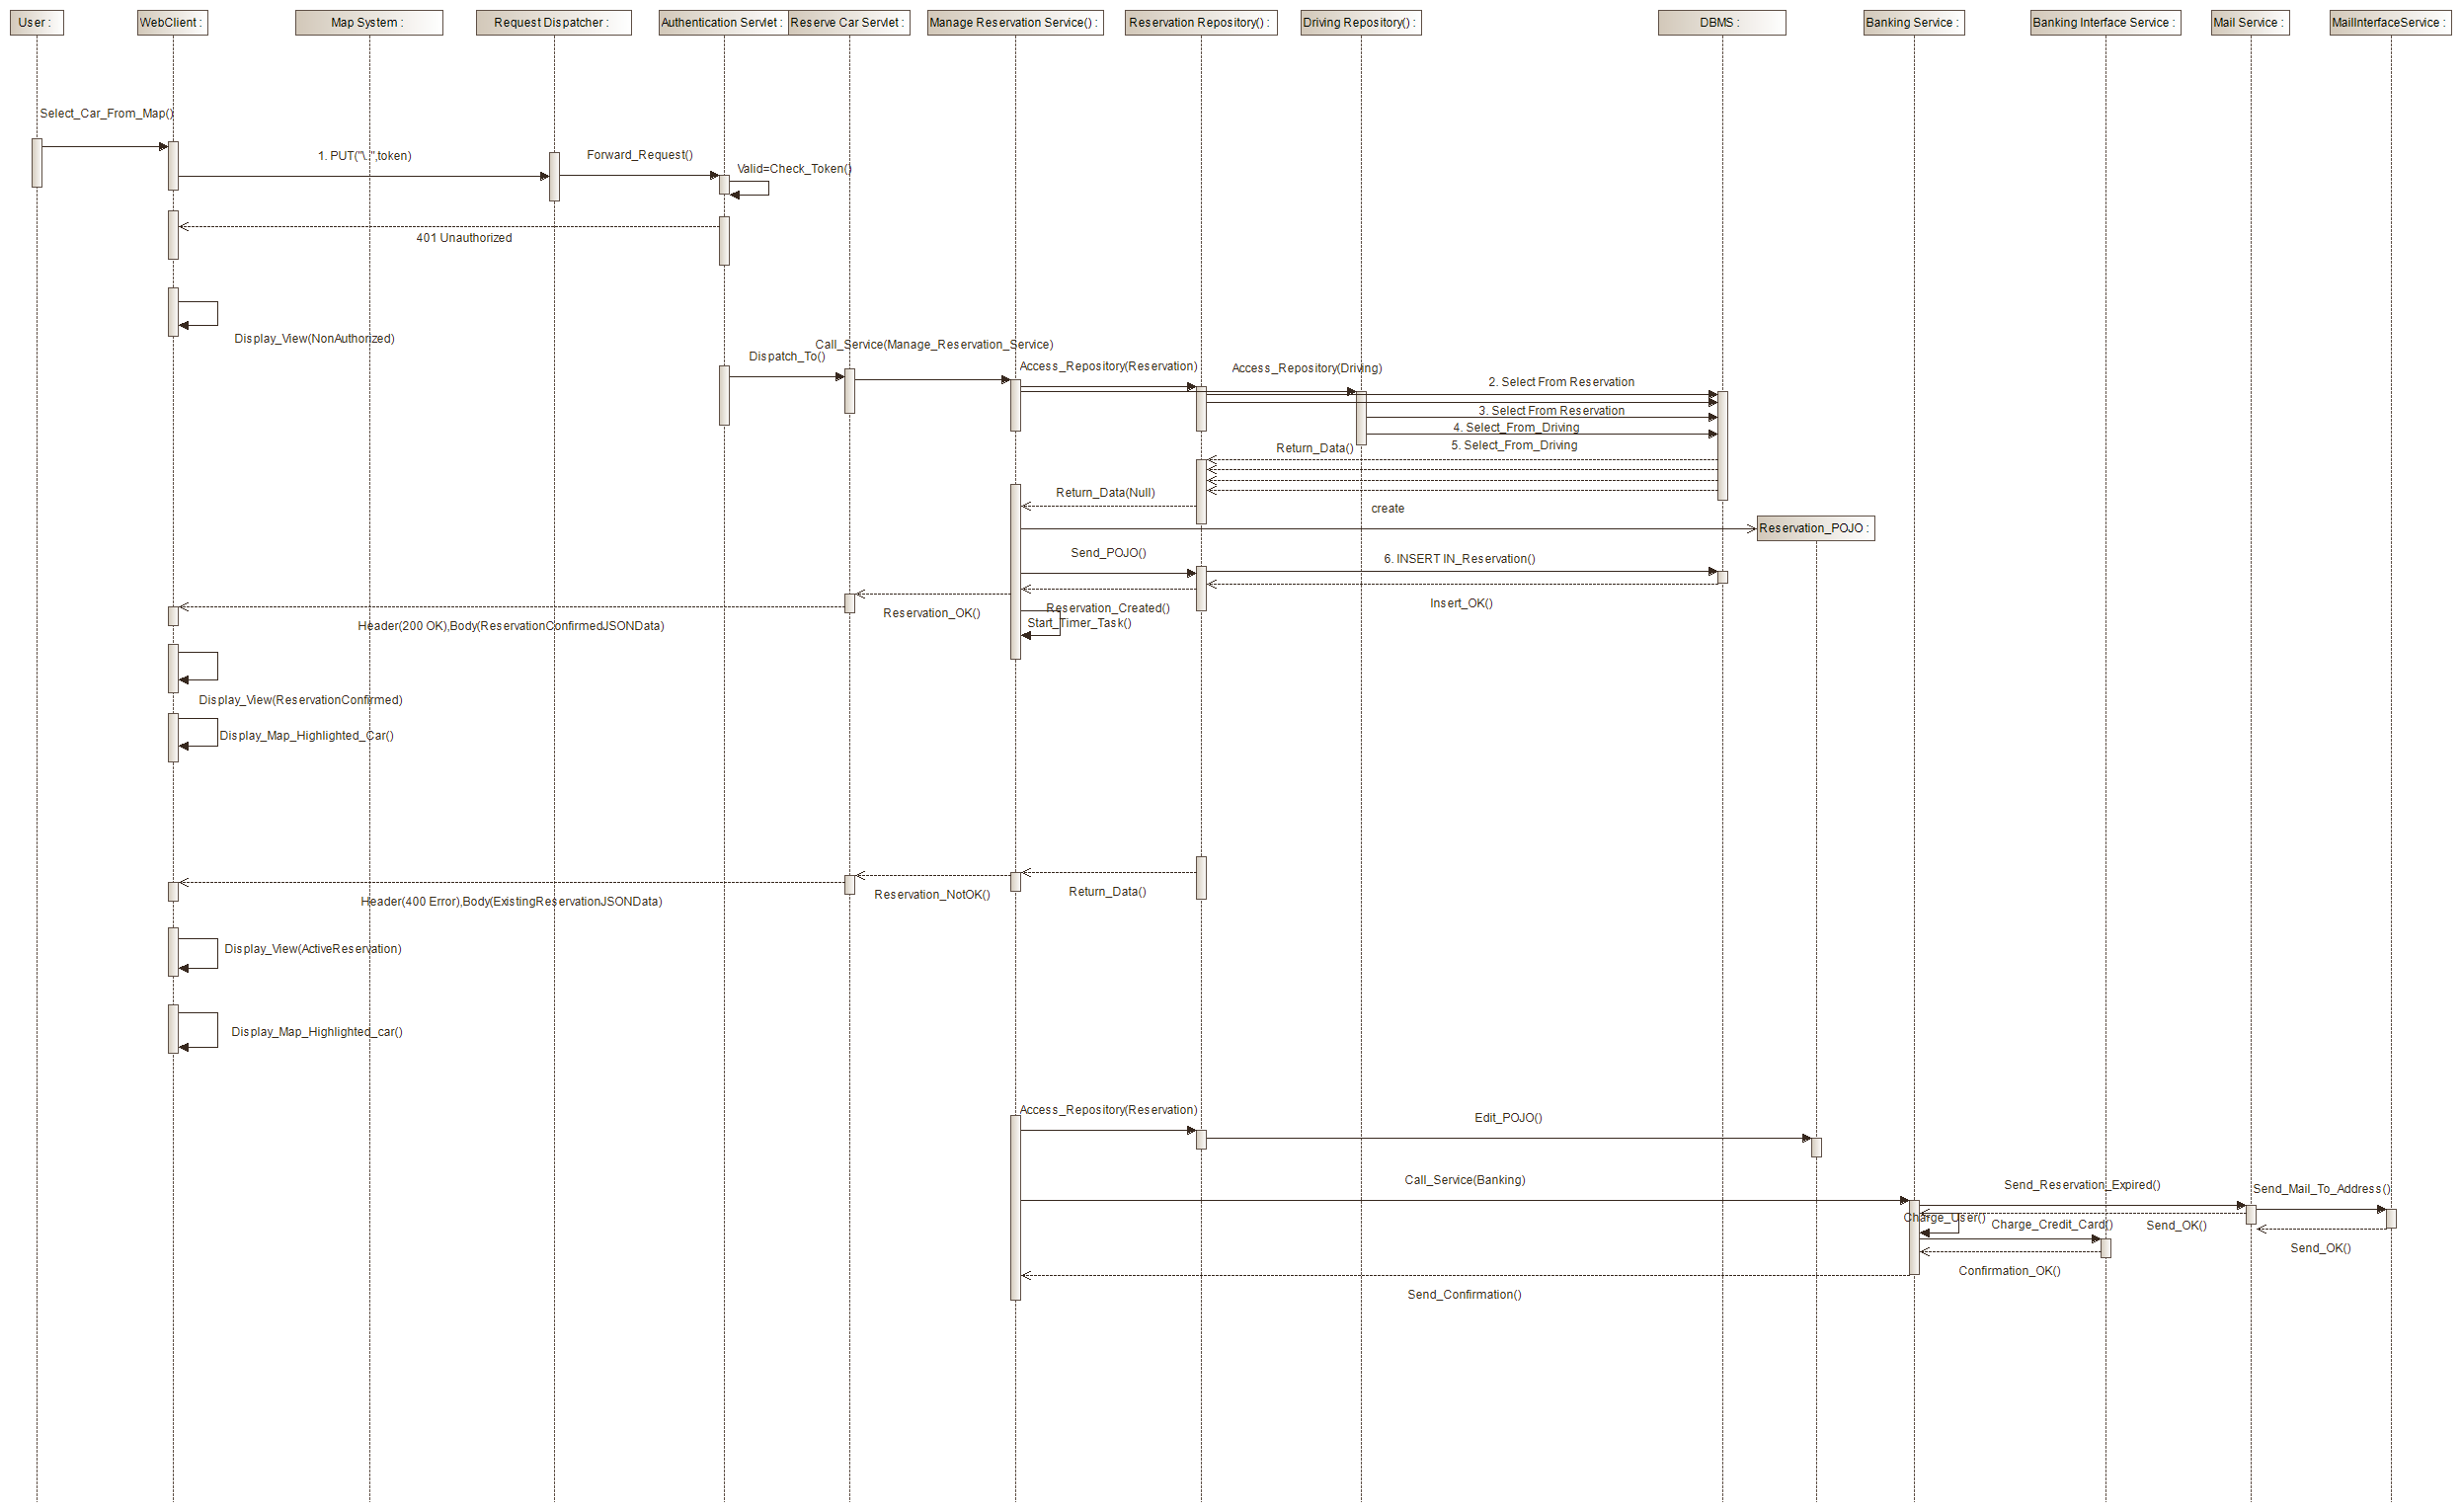 User :
WebClient :
Map System :
Request Dispatcher :
Authentication Servlet :
Reserve Car Servlet :
Manage Reservation Service() :
Reservation Repository() :
Driving Repository() :
DBMS :
Banking Service :
Banking Interface Service :
Mail Service :
MailInterfaceService :
Select_Car_From_Map()
1. PUT("\..",token)
Forward_Request()
Valid=Check_Token()
401 Unauthorized
Display_View(NonAuthorized)
Call_Service(Manage_Reservation_Service)
Dispatch_To()
Access_Repository(Reservation)
Access_Repository(Driving)
2. Select From Reservation
3. Select From Reservation
4. Select_From_Driving
5. Select_From_Driving
Return_Data()
Return_Data(Null)
create
Reservation_POJO :
Send_POJO()
6. INSERT IN_Reservation()
Insert_OK()
Reservation_Created()
Reservation_OK()
Start_Timer_Task()
Header(200 OK),Body(ReservationConfirmedJSONData)
Display_View(ReservationConfirmed)
Display_Map_Highlighted_Car()
Return_Data()
Reservation_NotOK()
Header(400 Error),Body(ExistingReservationJSONData)
Display_View(ActiveReservation)
Display_Map_Highlighted_car()
Access_Repository(Reservation)
Edit_POJO()
Call_Service(Banking)
Send_Reservation_Expired()
Send_Mail_To_Address()
Charge_User()
Charge_Credit_Card()
Send_OK()
Send_OK()
Confirmation_OK()
Send_Confirmation()